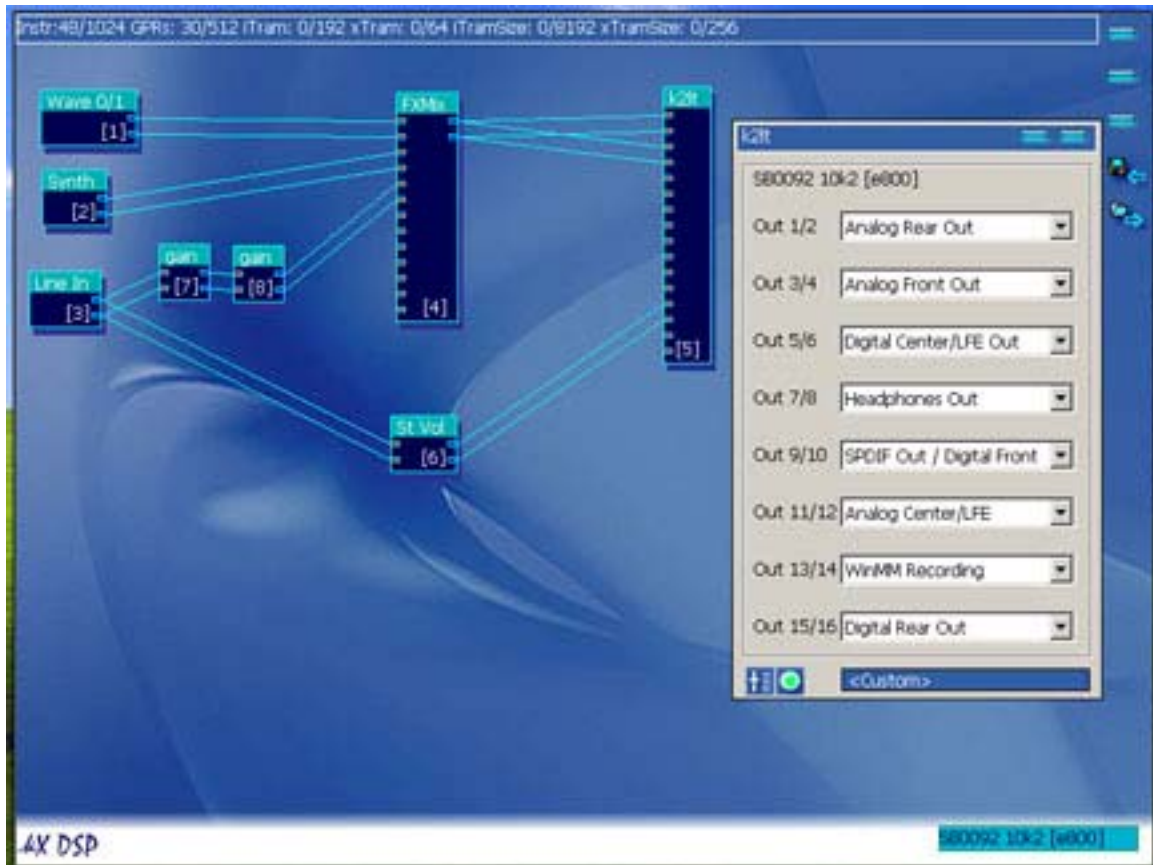 Instr:48/1024 GPRs: 30/512 iTram: 0/192 xTram: 0/64 iTramSize: 0/8192 xTramSize: 0/256
Wave 0/1
[1]
Synth
[2]
Line In
[3]
gain
[7]
gain
[8]
FXMix
[4]
k2lt
[5]
St Vol
[6]
k2lt
SB0092 10k2 [e800]
Out 1/2 Analog Rear Out
Out 3/4 Analog Front Out
Out 5/6 Digital Center/LFE Out
Out 7/8 Headphones Out
Out 9/10 SPDIF Out / Digital Front
Out 11/12 Analog Center/LFE
Out 13/14 WinMM Recording
Out 15/16 Digital Rear Out
<Custom>
DSP
SB0092 10k2 [e800]